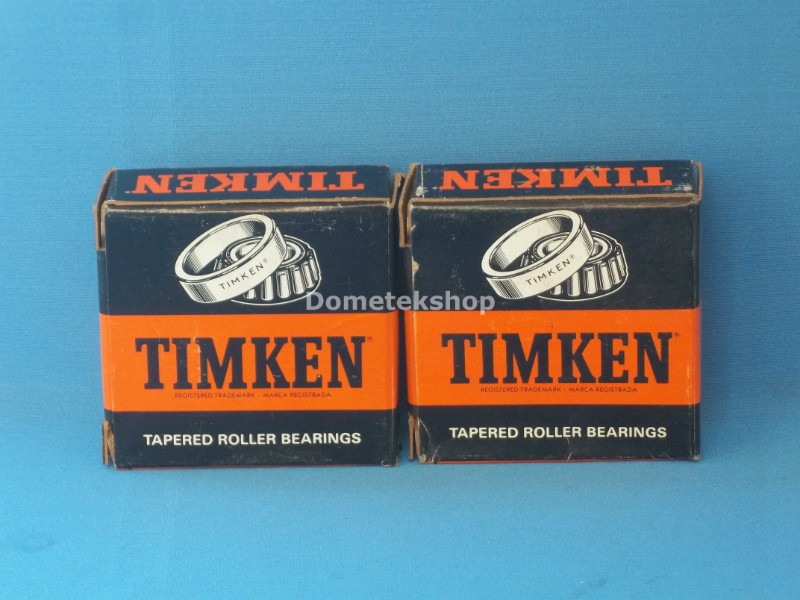 TIMKEN
TIMKEN
TIMKEN®
TIMKEN®
Dometekshop
TIMKEN®
REGISTERED TRADEMARK - MARCA REGISTRADA
TAPERED ROLLER BEARINGS
TIMKEN®
REGISTERED TRADEMARK - MARCA REGISTRADA
TAPERED ROLLER BEARINGS